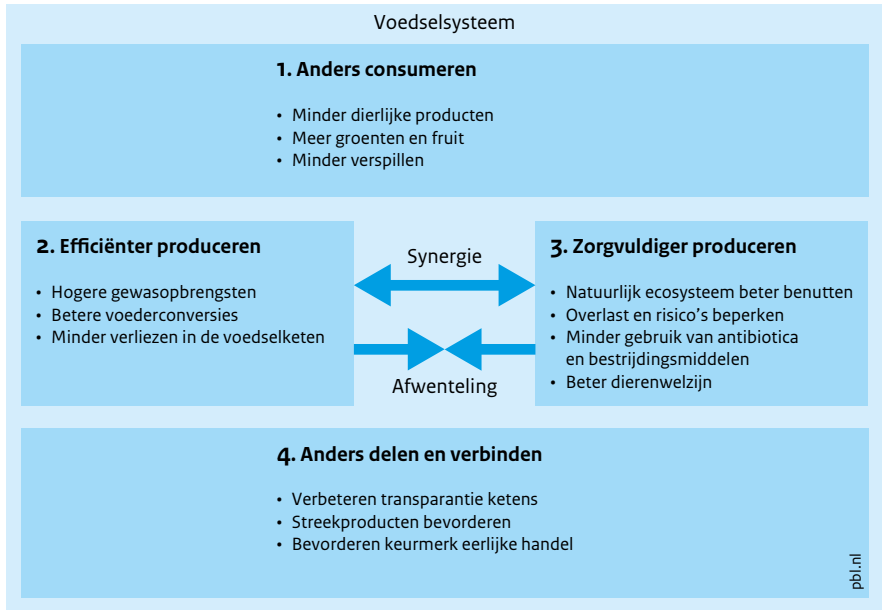 Voedselsysteem
1. Anders consumeren
• Minder dierlijke producten
• Meer groenten en fruit
• Minder verspillen
2. Efficiënter produceren
• Hogere gewasopbrengsten
• Betere voederconversies
• Minder verliezen in de voedselketen
Synergie
Afwenteling
3. Zorgvuldiger produceren
• Natuurlijk ecosysteem beter benutten
• Overlast en risico's beperken
• Minder gebruik van antibiotica
en bestrijdingsmiddelen
• Beter dierenwelzijn
4. Anders delen en verbinden
• Verbeteren transparantie ketens
• Streekproducten bevorderen
• Bevorderen keurmerk eerlijke handel
pbl.nl